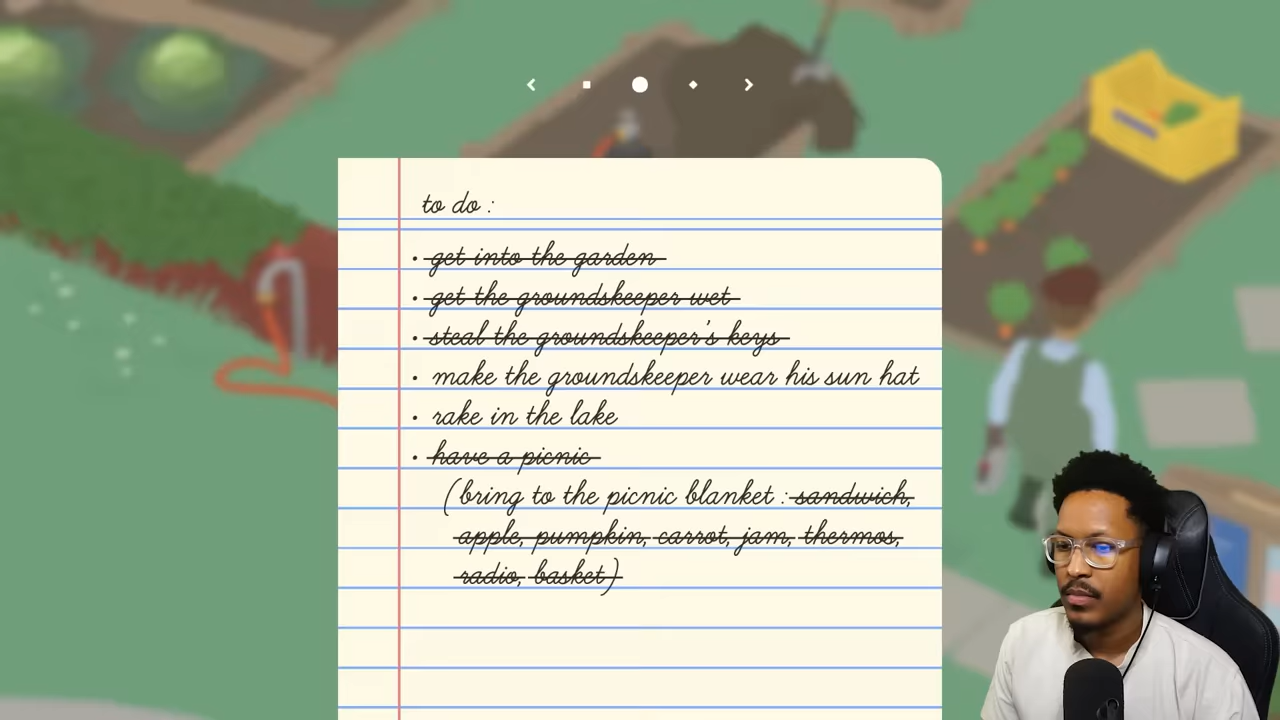 to do :
• get into the garden
• get the groundskeeper wet
• steal the groundskeeper's keys
• make the groundskeeper wear his sun hat
• rake in the lake
• have a picnic
(bring to the picnic blanket : sandwich,
apple, pumpkin, carrot, jam, thermos,
radio, basket)